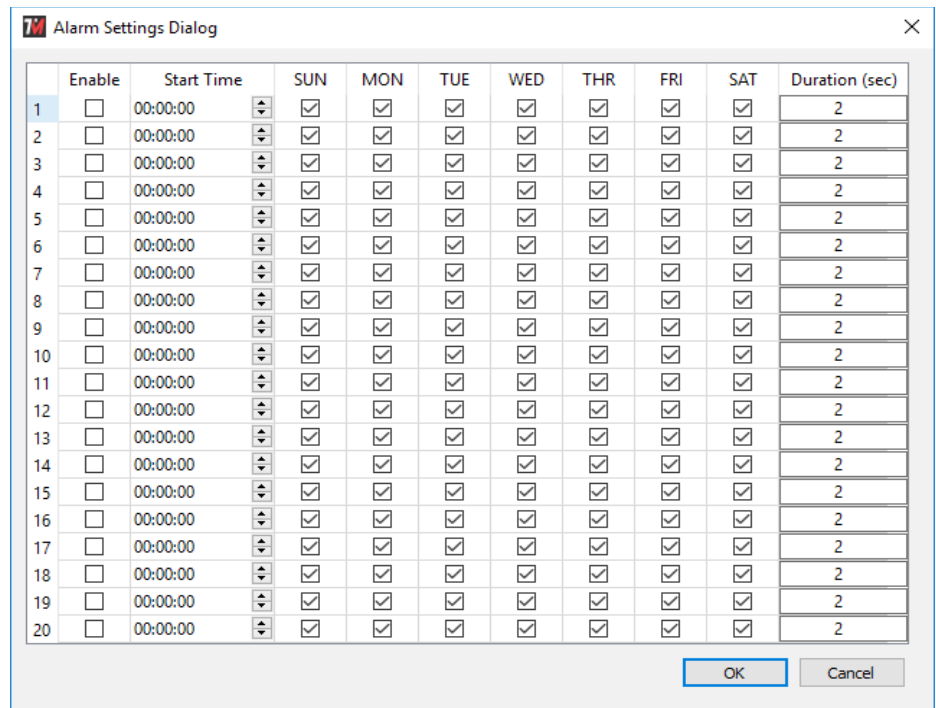 TM Alarm Settings Dialog
Enable Start Time SUN MON TUE WED THR FRI SAT Duration (sec)
1 00:00:00 2
2 00:00:00 2
3 00:00:00 2
4 00:00:00 2
5 00:00:00 2
6 00:00:00 2
7 00:00:00 2
8 00:00:00 2
9 00:00:00 2
10 00:00:00 2
11 00:00:00 2
12 00:00:00 2
13 00:00:00 2
14 00:00:00 2
15 00:00:00 2
16 00:00:00 2
17 00:00:00 2
18 00:00:00 2
19 00:00:00 2
20 00:00:00 2
OK Cancel